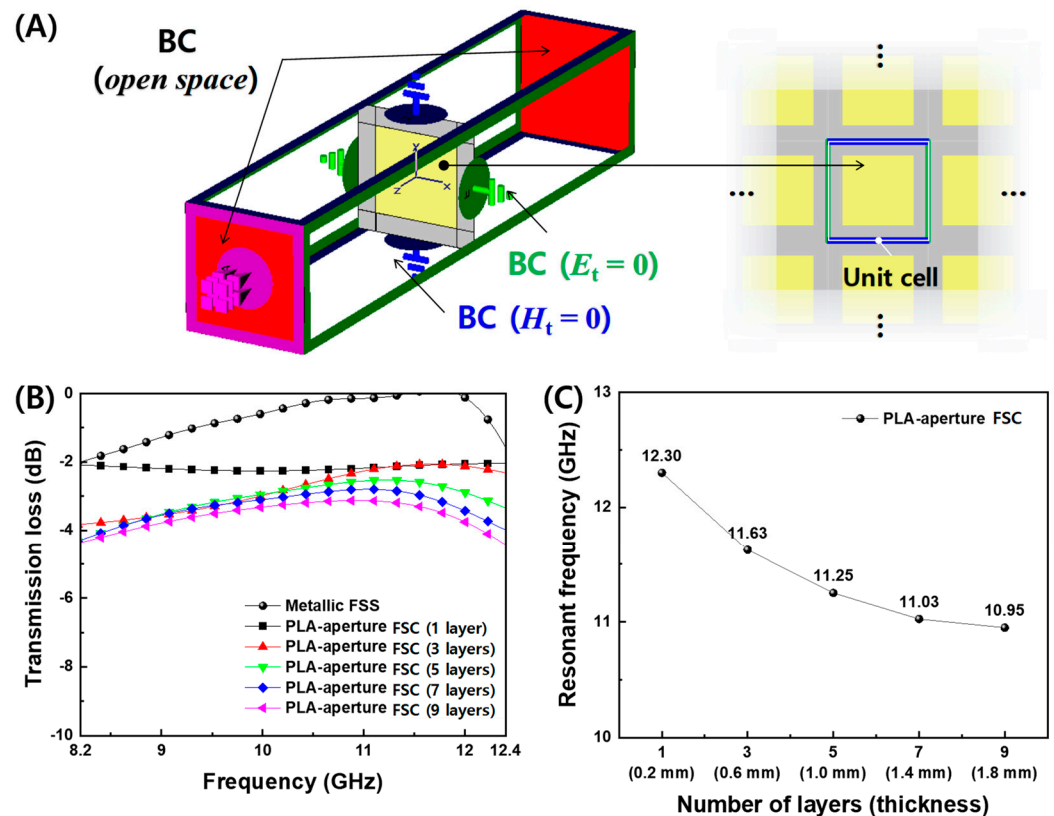 (A)
BC
(open space)
y
z
x
BC (Et = 0)
BC (Ht = 0)
Unit cell
(B)
Transmission loss (dB)
0
-2
-4
-6
-8
-10
8.2 9 10 11 12 12.4
Frequency (GHz)
Metallic FSS
PLA-aperture FSC (1 layer)
PLA-aperture FSC (3 layers)
PLA-aperture FSC (5 layers)
PLA-aperture FSC (7 layers)
PLA-aperture FSC (9 layers)
(C)
Resonant frequency (GHz)
13
12
11
10
PLA-aperture FSC
12.30
11.63
11.25
11.03
10.95
1 3 5 7 9
(0.2 mm) (0.6 mm) (1.0 mm) (1.4 mm) (1.8 mm)
Number of layers (thickness)